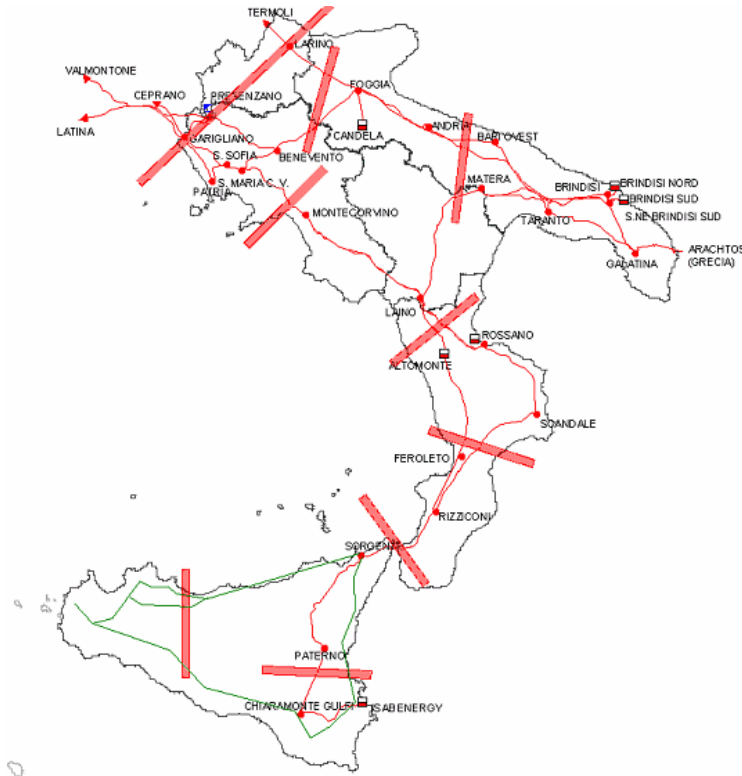 TERMOLI
LARINO
VALMONTONE
CEPRANO
PRESENZANO
FOGGIA
LATINA
GARIGLIANO
CANDELA
ANDRIA
BARI OVEST
S. SOFIA
BENEVENTO
PATRIA
S. MARIA C. V.
MATERA
BRINDISI
BRINDISI NORD
BRINDISI SUD
MONTECORVINO
TARANTO
S.NE BRINDISI SUD
ARACHTOS
(GRECIA)
GALATINA
LAINO
ROSSANO
ALTOMONTE
SCANDALE
FEROLETO
RIZZICONI
SORGENTE
PATERNO
CHIARAMONTE GULFI
ISABENERGY